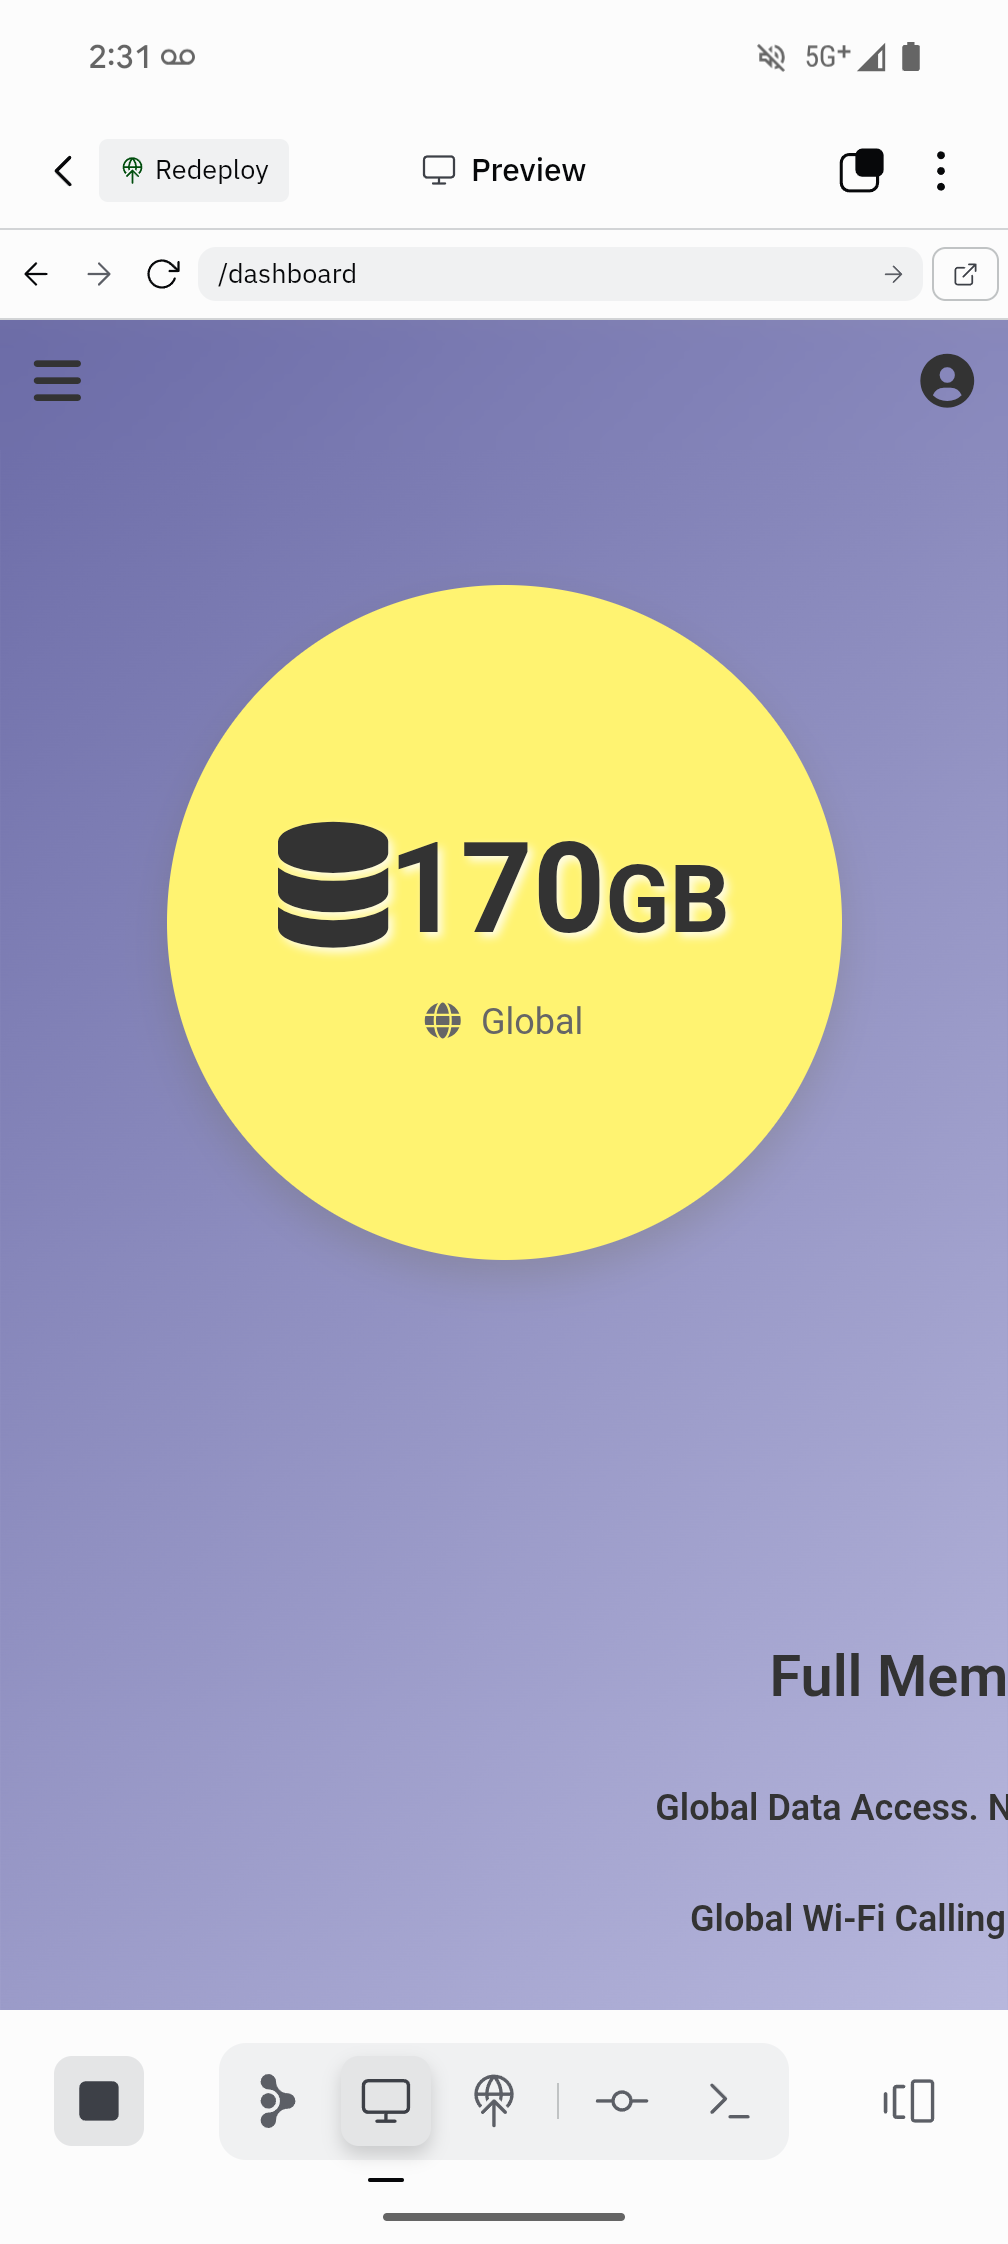 2:31
5G+
Redeploy
Preview
/dashboard
170GB
Global
Full Mem
Global Data Access. N
Global Wi-Fi Calling